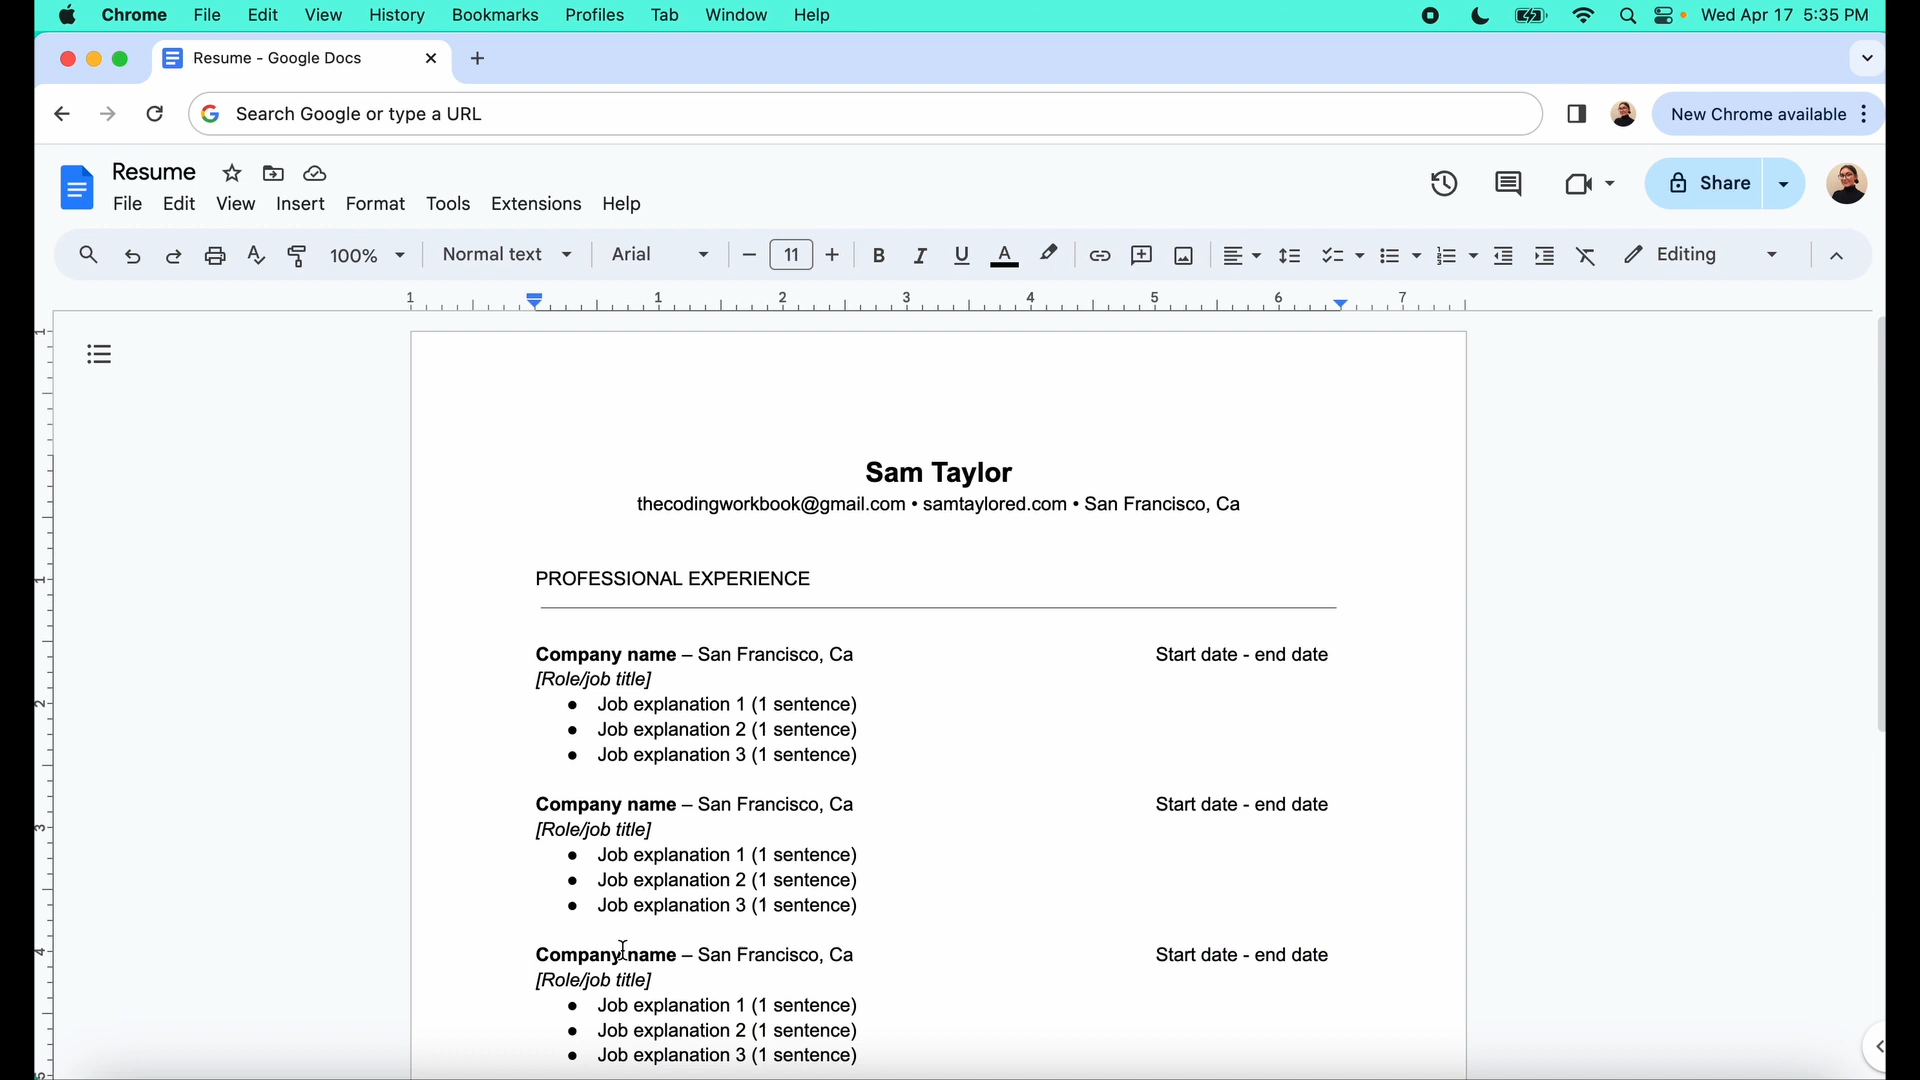 Chrome File Edit View History Bookmarks Profiles Tab Window Help Wed Apr 17 5:35 PM
Resume - Google Docs
Search Google or type a URL New Chrome available
Resume
File Edit View Insert Format Tools Extensions Help Share
100% Normal text Arial 11 B I U A Editing
1 1 2 3 4 5 6 7
1
Sam Taylor
thecodingworkbook@gmail.com • samtaylored.com • San Francisco, Ca
1 PROFESSIONAL EXPERIENCE
Company name – San Francisco, Ca Start date - end date
[Role/job title]
2 ● Job explanation 1 (1 sentence)
● Job explanation 2 (1 sentence)
● Job explanation 3 (1 sentence)
Company name – San Francisco, Ca Start date - end date
3 [Role/job title]
● Job explanation 1 (1 sentence)
● Job explanation 2 (1 sentence)
● Job explanation 3 (1 sentence)
4 Company name – San Francisco, Ca Start date - end date
[Role/job title]
● Job explanation 1 (1 sentence)
● Job explanation 2 (1 sentence)
● Job explanation 3 (1 sentence)
5